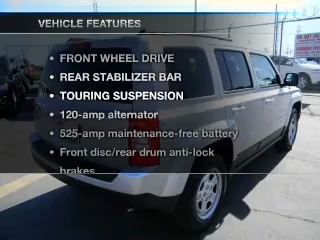 VEHICLE FEATURES
• FRONT WHEEL DRIVE
• REAR STABILIZER BAR
• TOURING SUSPENSION
• 120-amp alternator
• 525-amp maintenance-free battery
• Front disc/rear drum anti-lock
brakes